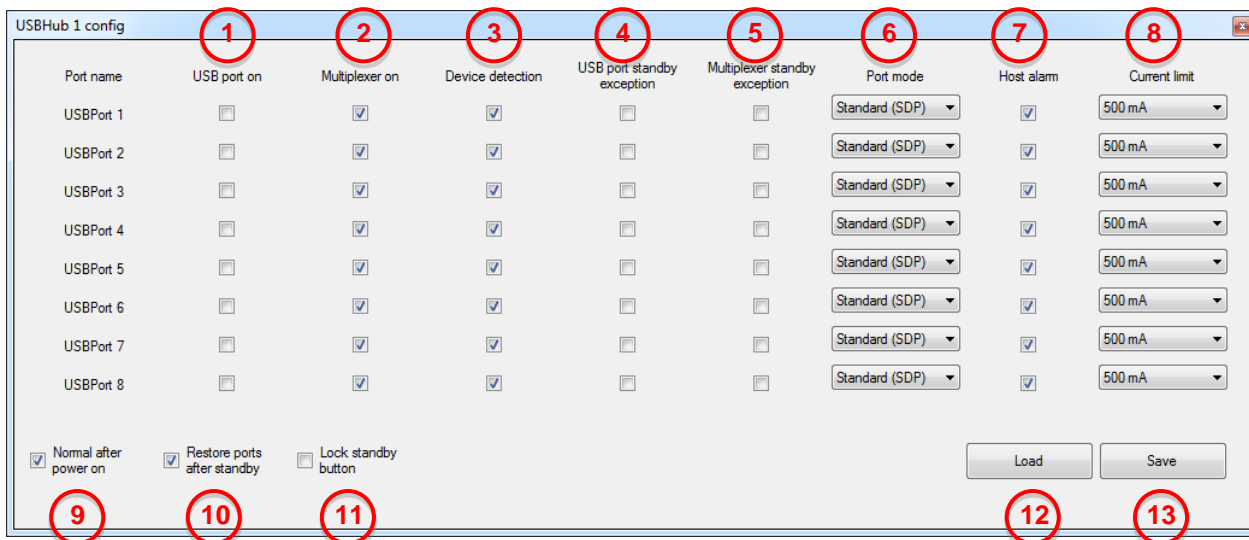 USBHub 1 config
1 2 3 4 5 6 7 8
Port name USB port on Multiplexer on Device detection USB port standby exception Multiplexer standby exception Port mode Host alarm Current limit
USBPort 1 Standard (SDP) 500 mA
USBPort 2 Standard (SDP) 500 mA
USBPort 3 Standard (SDP) 500 mA
USBPort 4 Standard (SDP) 500 mA
USBPort 5 Standard (SDP) 500 mA
USBPort 6 Standard (SDP) 500 mA
USBPort 7 Standard (SDP) 500 mA
USBPort 8 Standard (SDP) 500 mA
Normal after power on Restore ports after standby Lock standby button Load Save
9 10 11 12 13